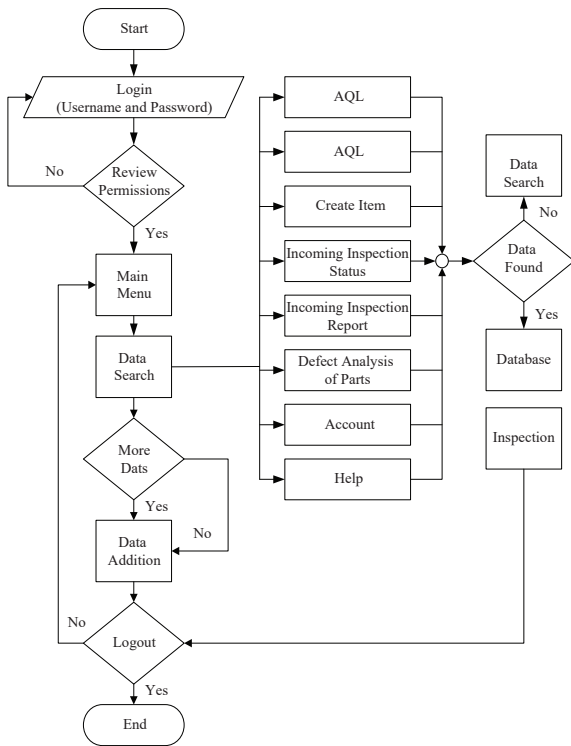 Start
Login
(Username and Password)
No
Review
Permissions
Yes
Main
Menu
Data
Search
More
Dats
Yes
No
Data
Addition
No
Logout
Yes
End
AQL
AQL
Create Item
Incoming Inspection
Status
Incoming Inspection
Report
Defect Analysis
of Parts
Account
Help
Data
Search
No
Data
Found
Yes
Database
Inspection